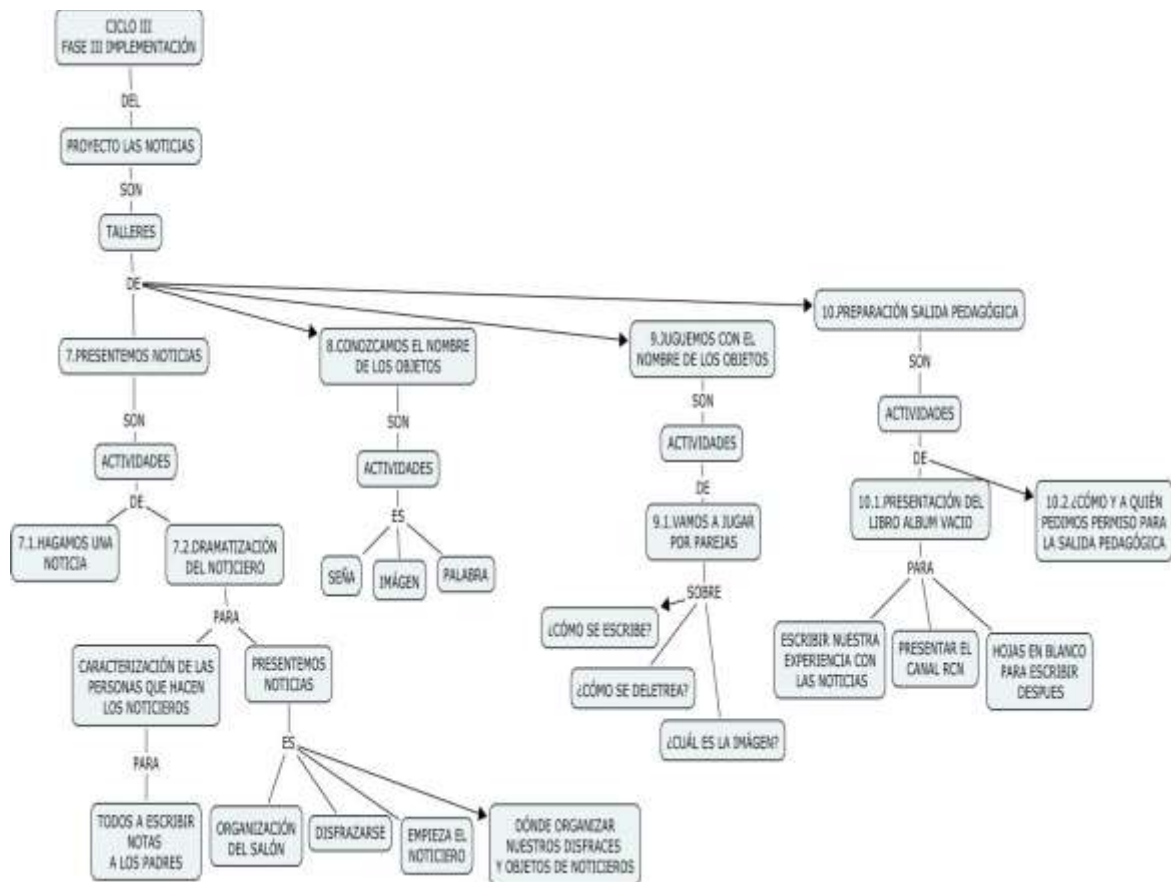 CICLO III
FASE III IMPLEMENTACIÓN
DEL
PROYECTO LAS NOTICIAS
SON
TALLERES
DE
7.PRESENTEMOS NOTICIAS
SON
ACTIVIDADES
DE
7.1.HAGAMOS UNA
NOTICIA
7.2.DRAMATIZACIÓN
DEL NOTICIERO
PARA
CARACTERIZACIÓN DE LAS
PERSONAS QUE HACEN
LOS NOTICIEROS
PARA
TODOS A ESCRIBIR
NOTAS
A LOS PADRES
PRESENTEMOS
NOTICIAS
ES
ORGANIZACIÓN
DEL SALÓN
DISFRAZARSE
EMPIEZA EL
NOTICIERO
DÓNDE ORGANIZAR
NUESTROS DISFRACES
Y OBJETOS DE NOTICIEROS
8.CONOZCAMOS EL NOMBRE
DE LOS OBJETOS
SON
ACTIVIDADES
ES
SEÑA
IMÁGEN
PALABRA
9.JUGUEMOS CON EL
NOMBRE DE LOS OBJETOS
SON
ACTIVIDADES
DE
9.1.VAMOS A JUGAR
POR PAREJAS
SOBRE
¿CÓMO SE ESCRIBE?
¿CÓMO SE DELETREA?
¿CUÁL ES LA IMÁGEN?
10.PREPARACIÓN SALIDA PEDAGÓGICA
SON
ACTIVIDADES
DE
10.1.PRESENTACIÓN DEL
LIBRO ALBUM VACIO
PARA
ESCRIBIR NUESTRA
EXPERIENCIA CON
LAS NOTICIAS
PRESENTAR EL
CANAL RCN
HOJAS EN BLANCO
PARA ESCRIBIR
DESPUES
10.2.¿CÓMO Y A QUIÉN
PEDIMOS PERMISO PARA
LA SALIDA PEDAGÓGICA